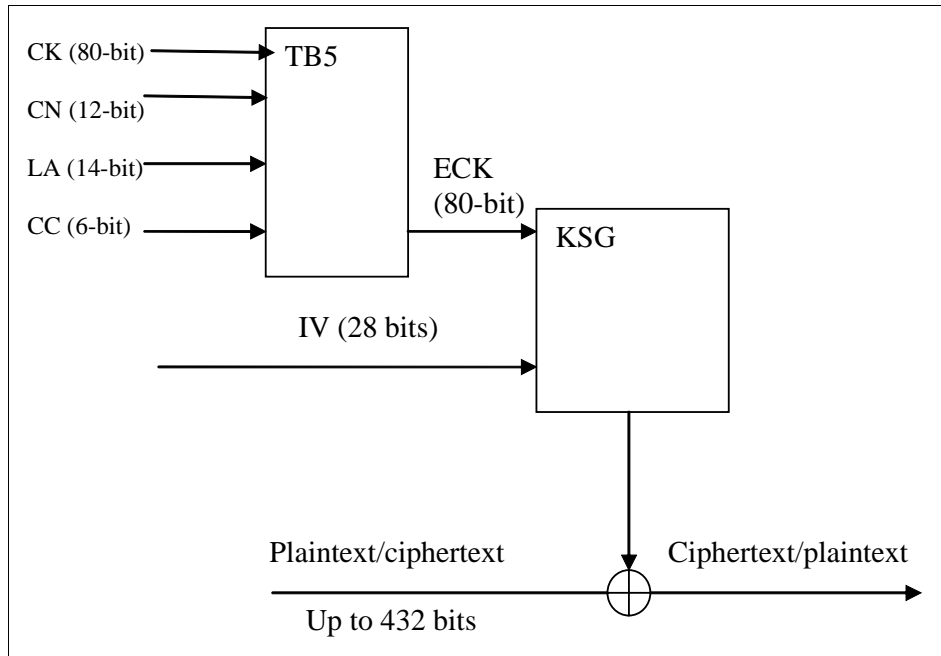 CK (80-bit)
TB5
CN (12-bit)
LA (14-bit)
ECK
(80-bit)
CC (6-bit)
KSG
IV (28 bits)
Plaintext/ciphertext
Ciphertext/plaintext
Up to 432 bits